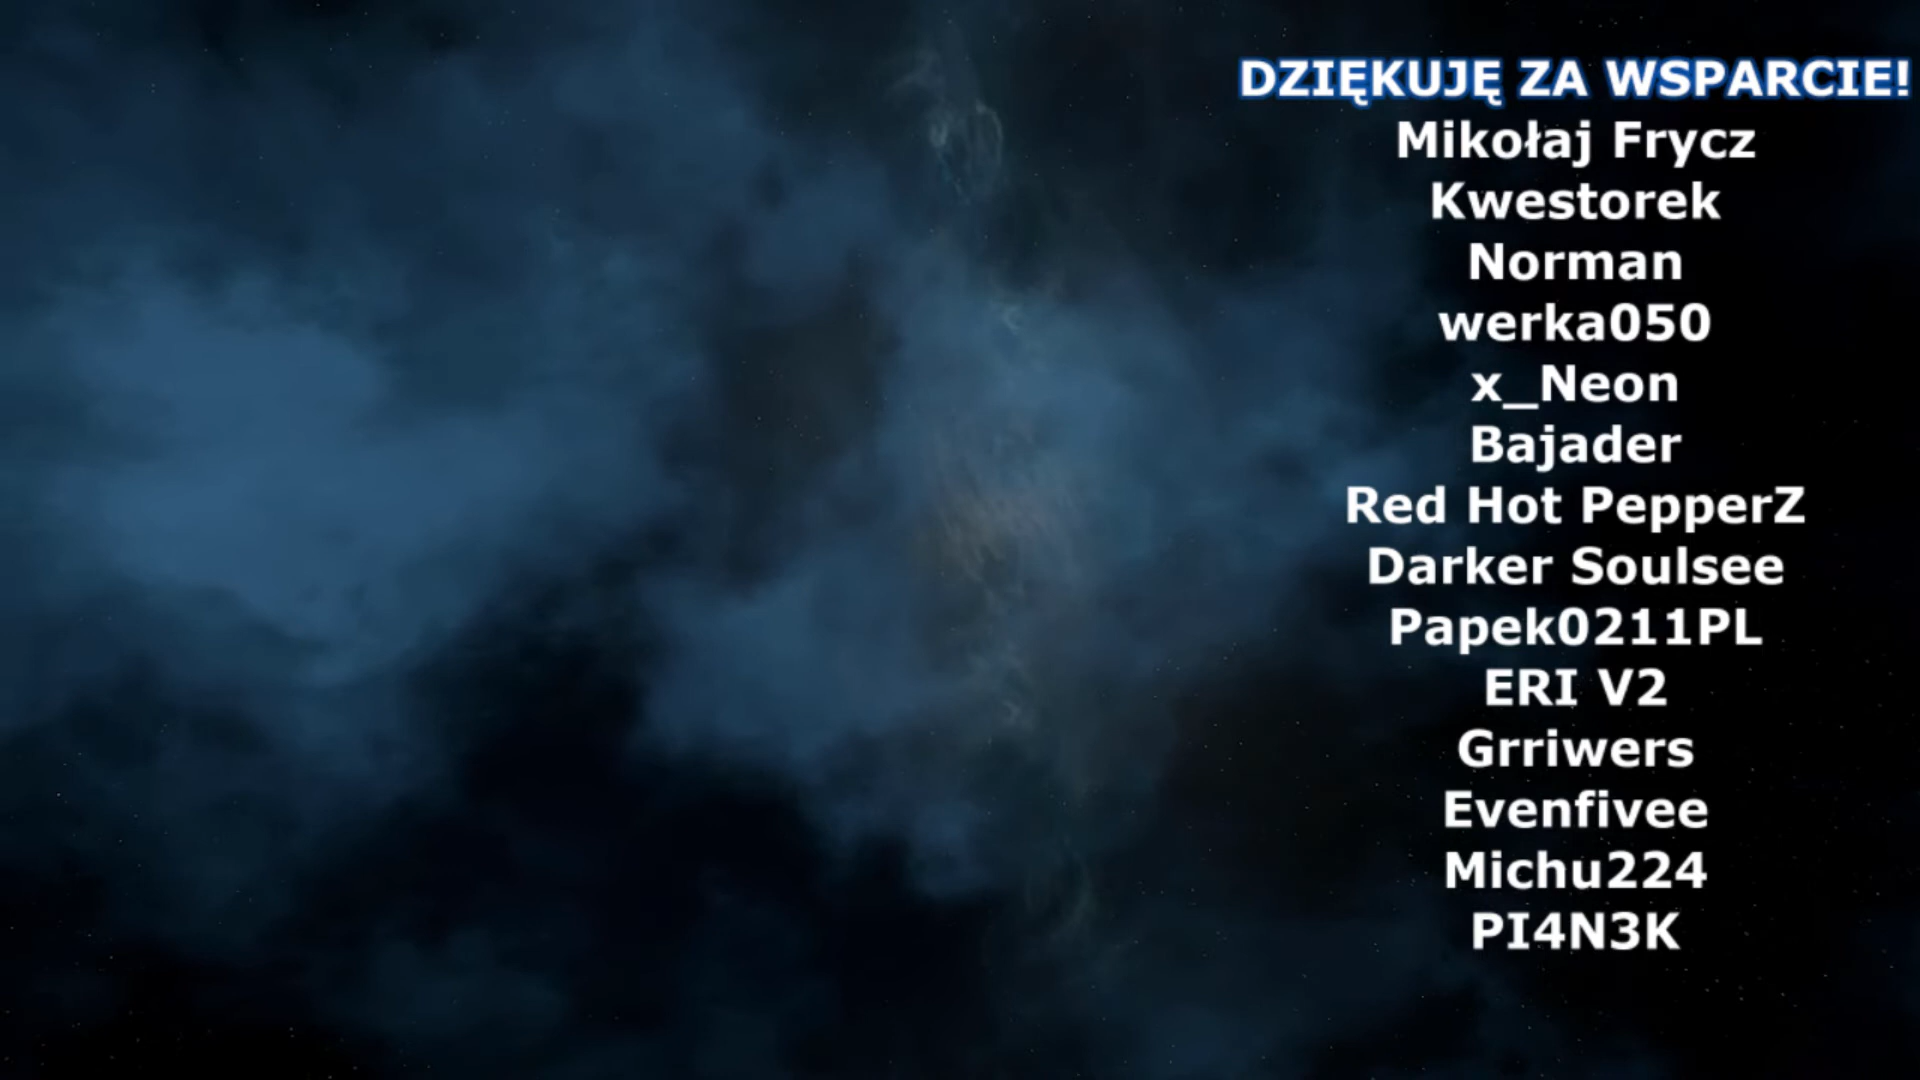 DZIĘKUJĘ ZA WSPARCIE!
Mikołaj Frycz
Kwestorek
Norman
werka050
x_Neon
Bajader
Red Hot PepperZ
Darker Soulsee
Papek0211PL
ERI V2
Grriwers
Evenfivee
Michu224
PI4N3K